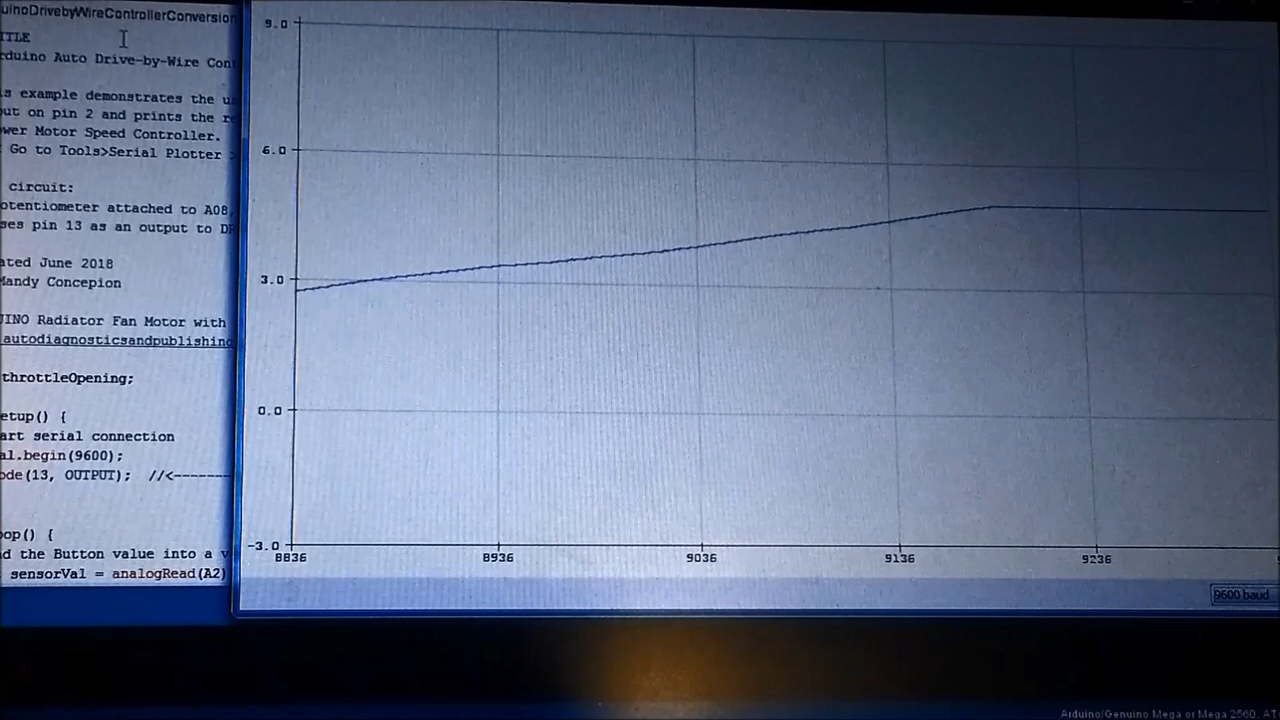 uinoDrivebyWireControllerConversion
ITLE
rduino Auto Drive-by-Wire Con
s example demonstrates the u
out on pin 2 and prints the r
wer Motor Speed Controller.
Go to Tools>Serial Plotter
circuit:
otentiometer attached to A08,
ses pin 13 as an output to D
ated June 2018
Mandy Concepion
UINO Radiator Fan Motor with
autodiagnosticsandpublishing
throttleOpening;
etup() {
art serial connection
al.begin(9600);
ode(13, OUTPUT); //<-------
oop() {
d the Button value into a v
sensorVal = analogRead(A2)
9.0
6.0
3.0
0.0
-3.0
8836 8936 9036 9136 9236
9600 baud
Arduino/Genuino Mega or Mega 2560, AT